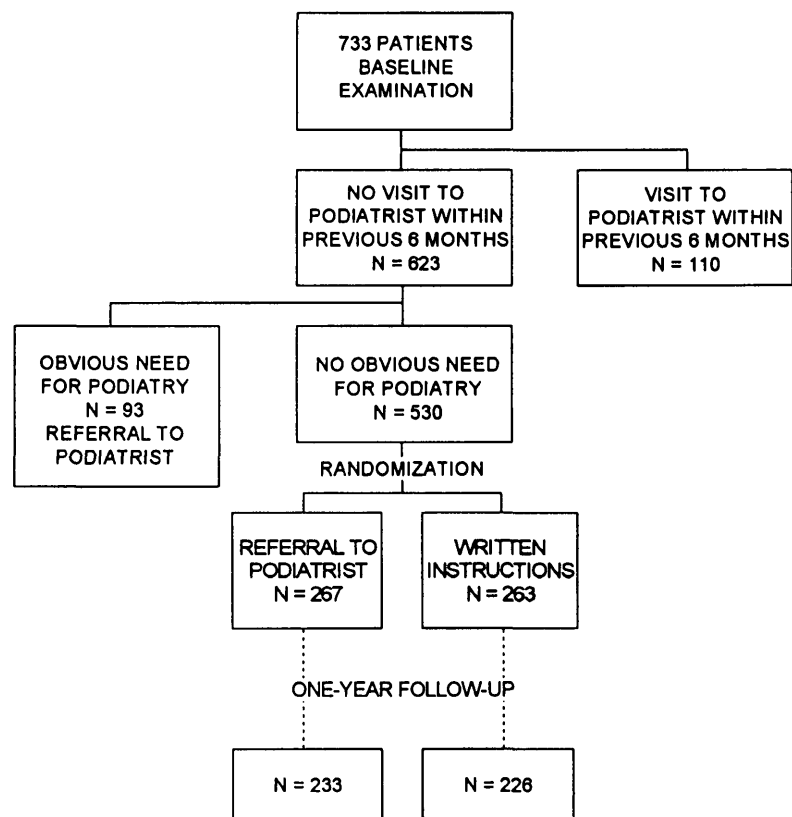 733 PATIENTS
BASELINE
EXAMINATION
NO VISIT TO
PODIATRIST WITHIN
PREVIOUS 6 MONTHS
N = 623
VISIT TO
PODIATRIST WITHIN
PREVIOUS 6 MONTHS
N = 110
OBVIOUS NEED
FOR PODIATRY
N = 93
REFERRAL TO
PODIATRIST
NO OBVIOUS NEED
FOR PODIATRY
N = 530
RANDOMIZATION
REFERRAL TO
PODIATRIST
N = 267
WRITTEN
INSTRUCTIONS
N = 263
ONE-YEAR FOLLOW-UP
N = 233
N = 226